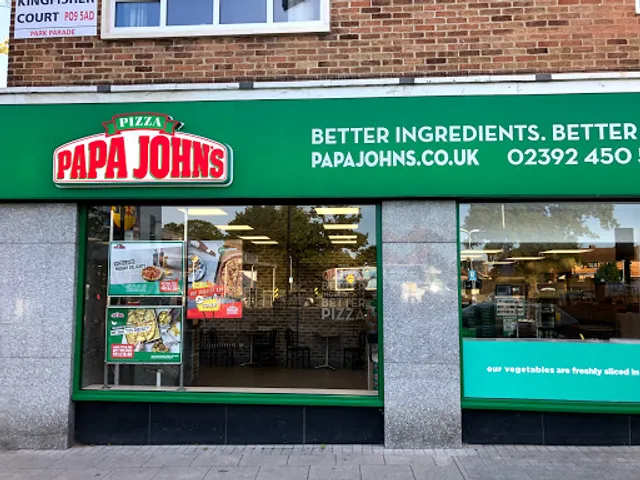 KINGFISHER
COURT PO9 5AD
PARK PARADE
PIZZA
PAPA JOHN'S
BETTER INGREDIENTS. BETTER
PAPAJOHNS.CO.UK 02392 450
BETTER
PIZZA
our vegetables are freshly sliced in